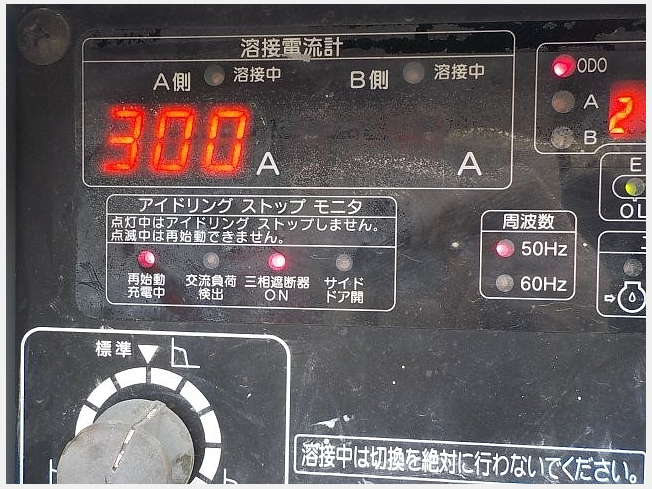 溶接電流計
A側 溶接中 B側 溶接中
300 A A
ODO
A
B
2
E
OL
アイドリング ストップ モニタ
点灯中はアイドリング ストップしません。
点滅中は再始動できません。
再始動
充電中
交流負荷
検出
三相遮断器
ON
サイド
ドア開
周波数
50Hz
60Hz
標準
溶接中は切換を絶対に行わないでください。